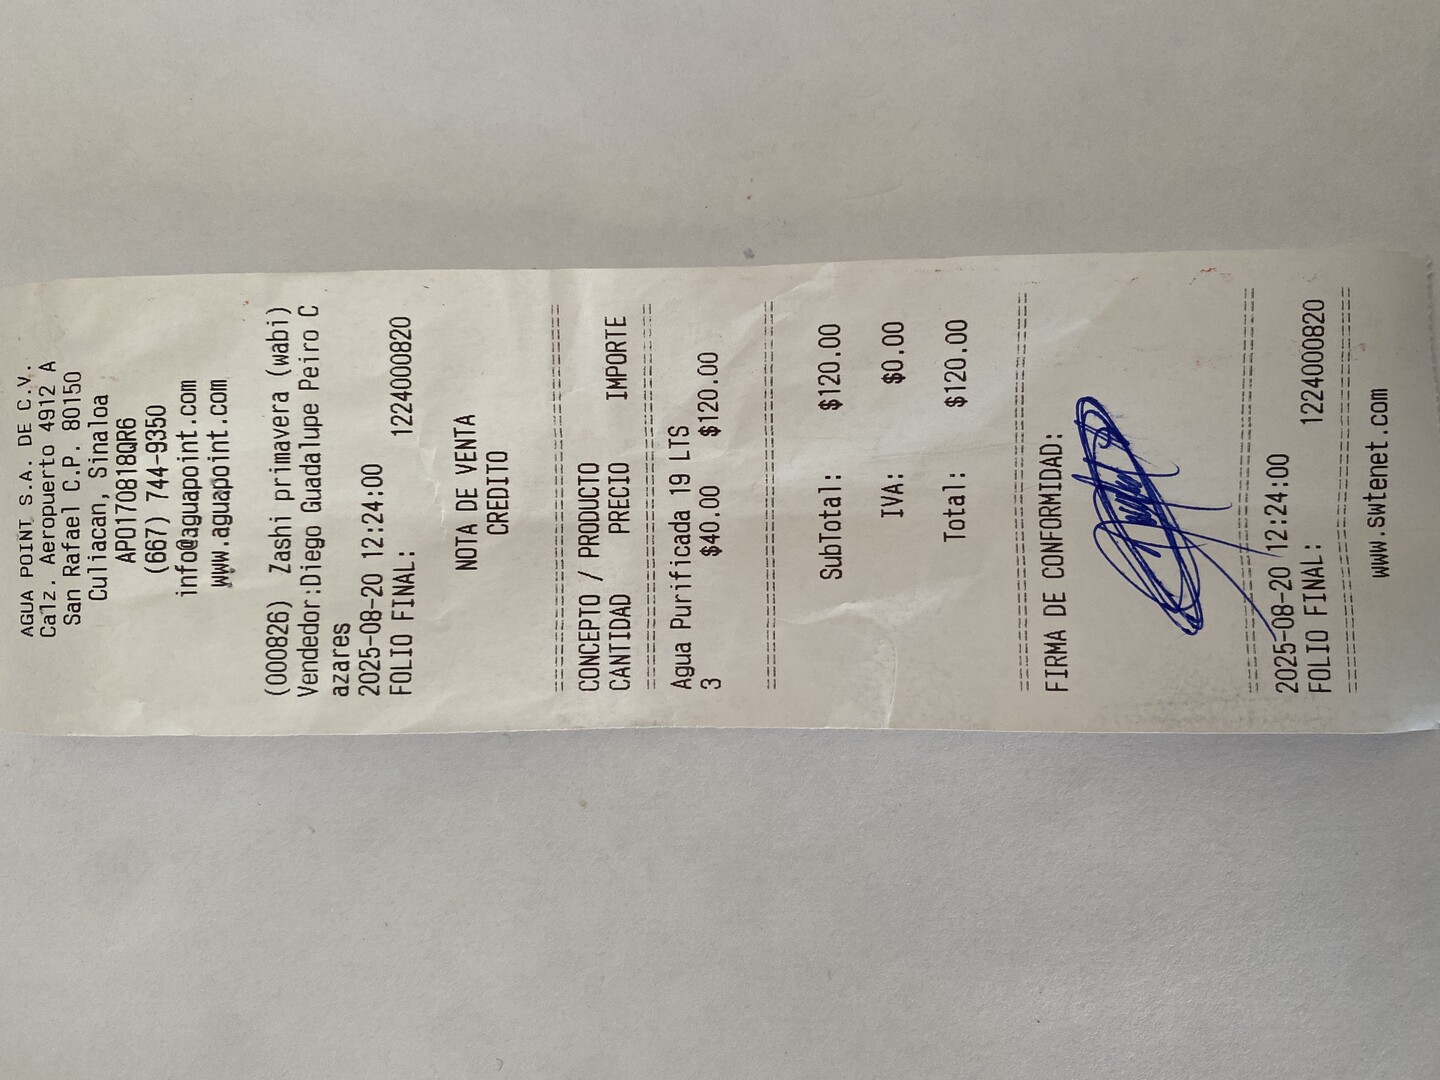 AGUA POINT S.A. DE C.V.
Calz. Aeropuerto 4912 A
San Rafael C.P. 80150
Culiacan, Sinaloa
APO170818QR6
(667) 744-9350
info@aguapoint.com
www.aguapoint.com
(000826) Zashi primavera (wabi)
Vendedor:Diego Guadalupe Peiro C
azares
2025-08-20 12:24:00
FOLIO FINAL: 1224000820
NOTA DE VENTA
CREDITO
================================
CONCEPTO / PRODUCTO
CANTIDAD PRECIO IMPORTE
================================
Agua Purificada 19 LTS
3 $40.00 $120.00
================================
SubTotal: $120.00
IVA: $0.00
Total: $120.00
================================
FIRMA DE CONFORMIDAD:
================================
2025-08-20 12:24:00
FOLIO FINAL: 1224000820
================================
www.swtenet.com